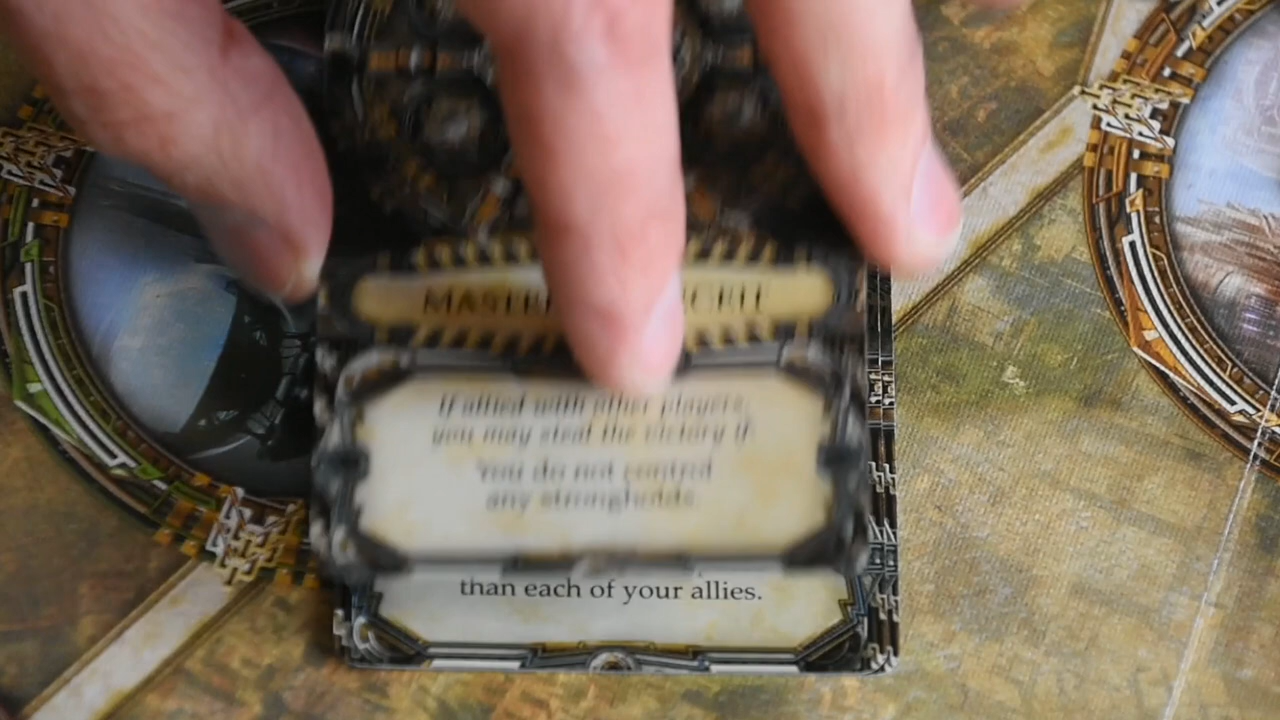 If allied with other players,
you may steal the victory if
You do not control
any strongholds.
than each of your allies.